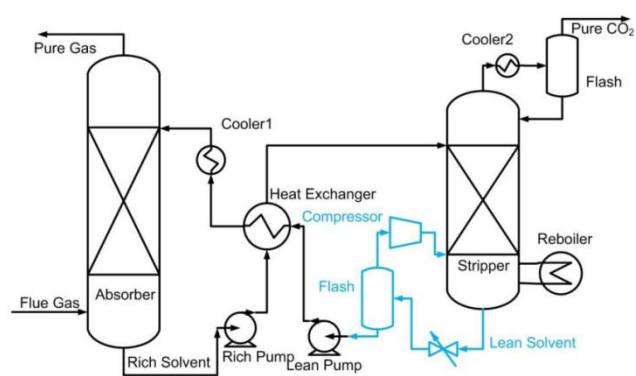 Pure Gas
Pure CO2
Cooler2
Flash
Cooler1
Heat Exchanger
Compressor
Reboiler
Stripper
Flash
Absorber
Flue Gas
Lean Solvent
Rich Solvent
Rich Pump
Lean Pump